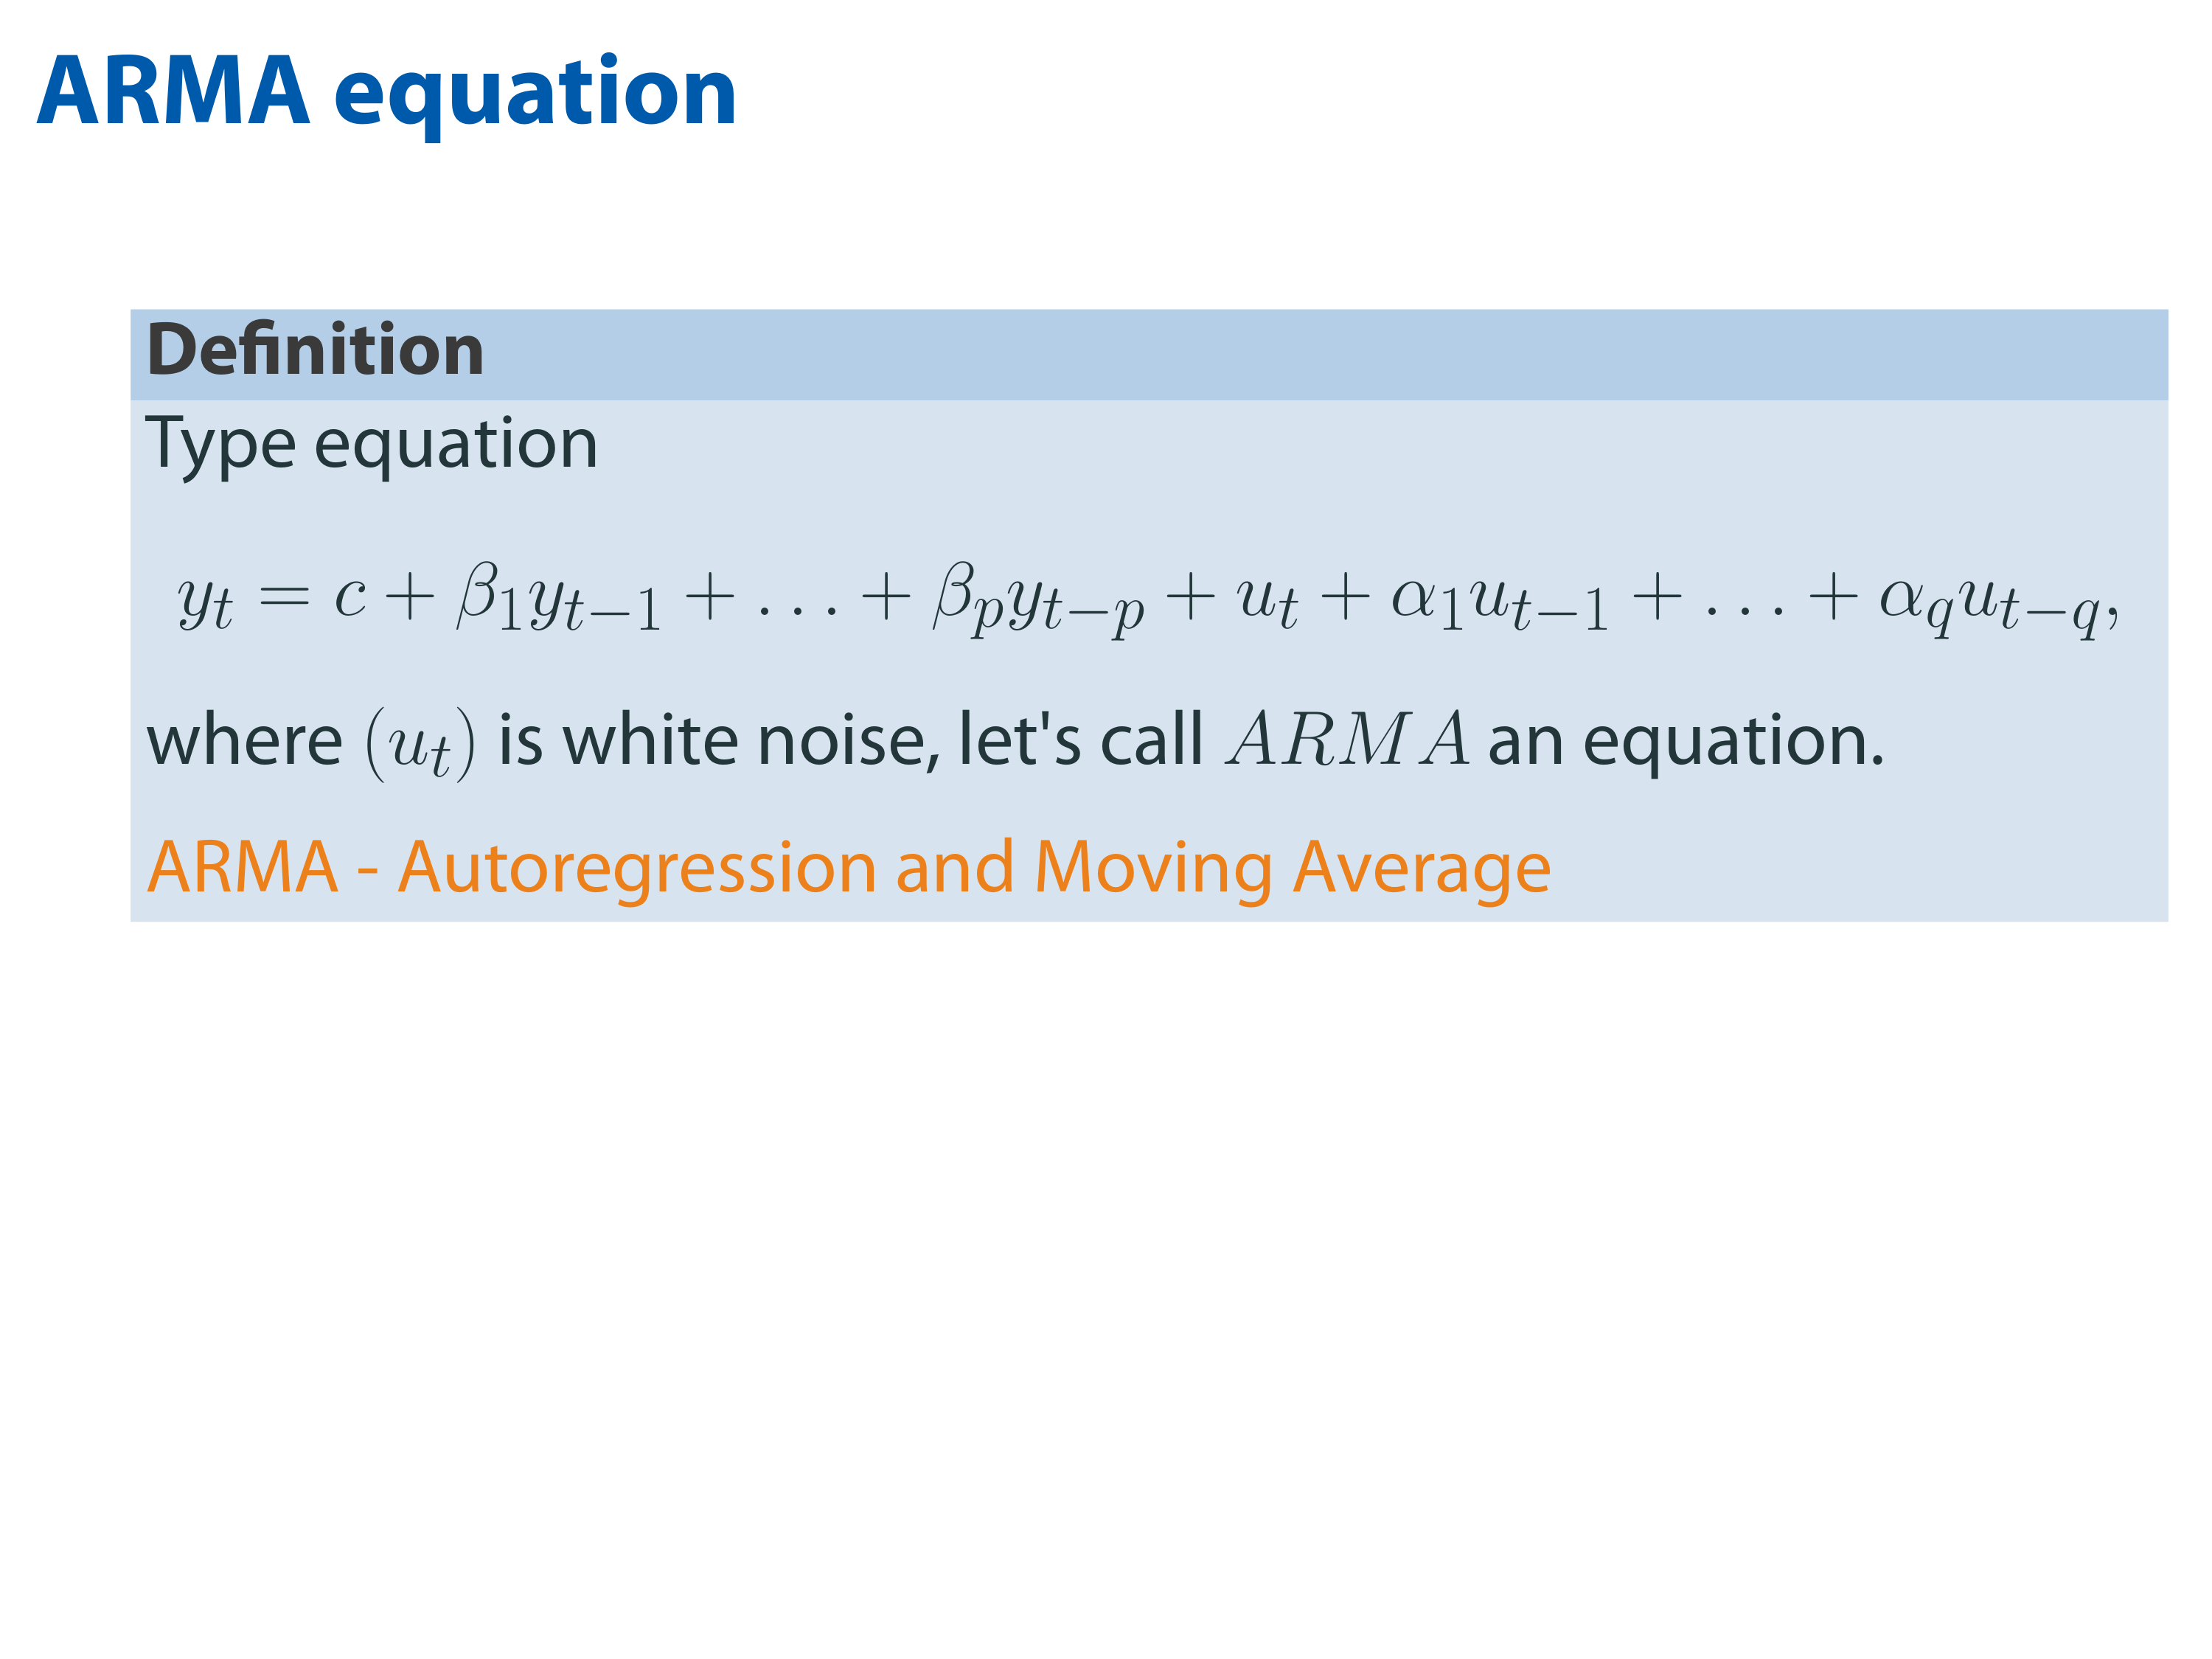 ARMA equation
Definition
Type equation
y_t = c + β_1 y_{t−1} + . . . + β_p y_{t−p} + u_t + α_1 u_{t−1} + . . . + α_q u_{t−q},
where (u_t) is white noise, let's call ARMA an equation.
ARMA - Autoregression and Moving Average